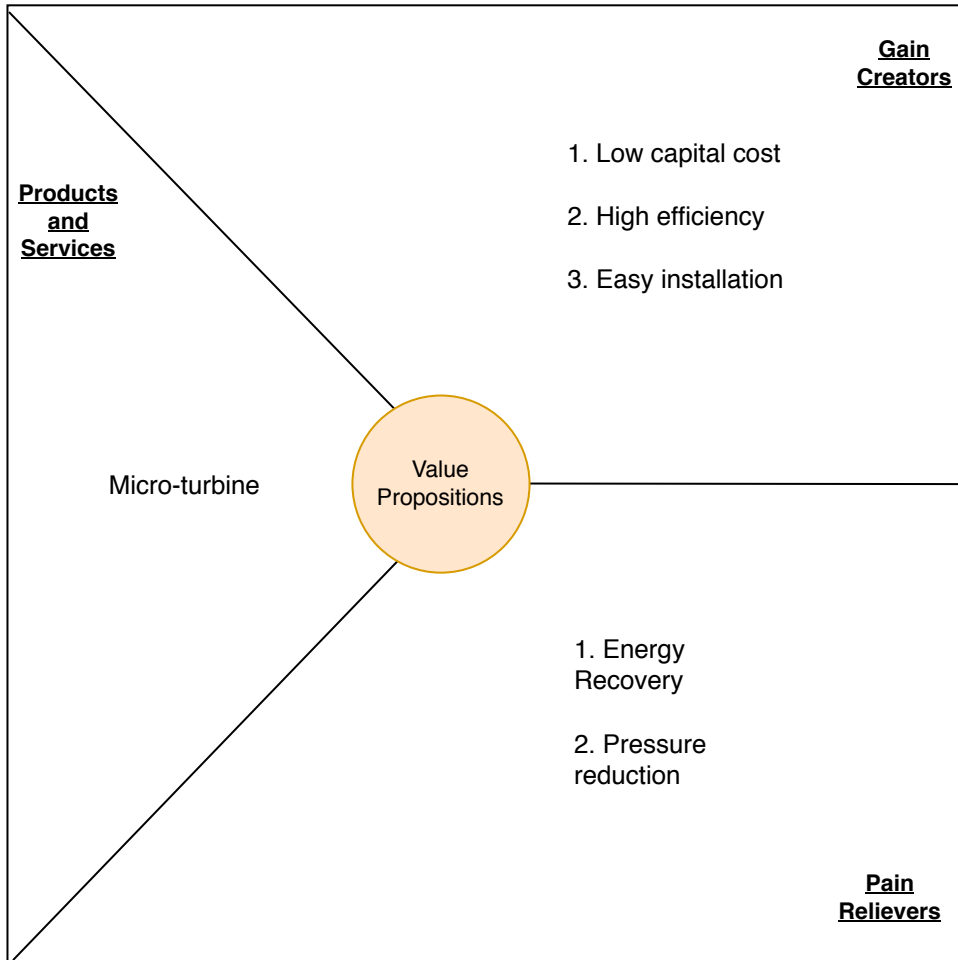 Gain
Creators
1. Low capital cost
2. High efficiency
3. Easy installation
Products
and
Services
Micro-turbine
Value
Propositions
1. Energy
Recovery
2. Pressure
reduction
Pain
Relievers